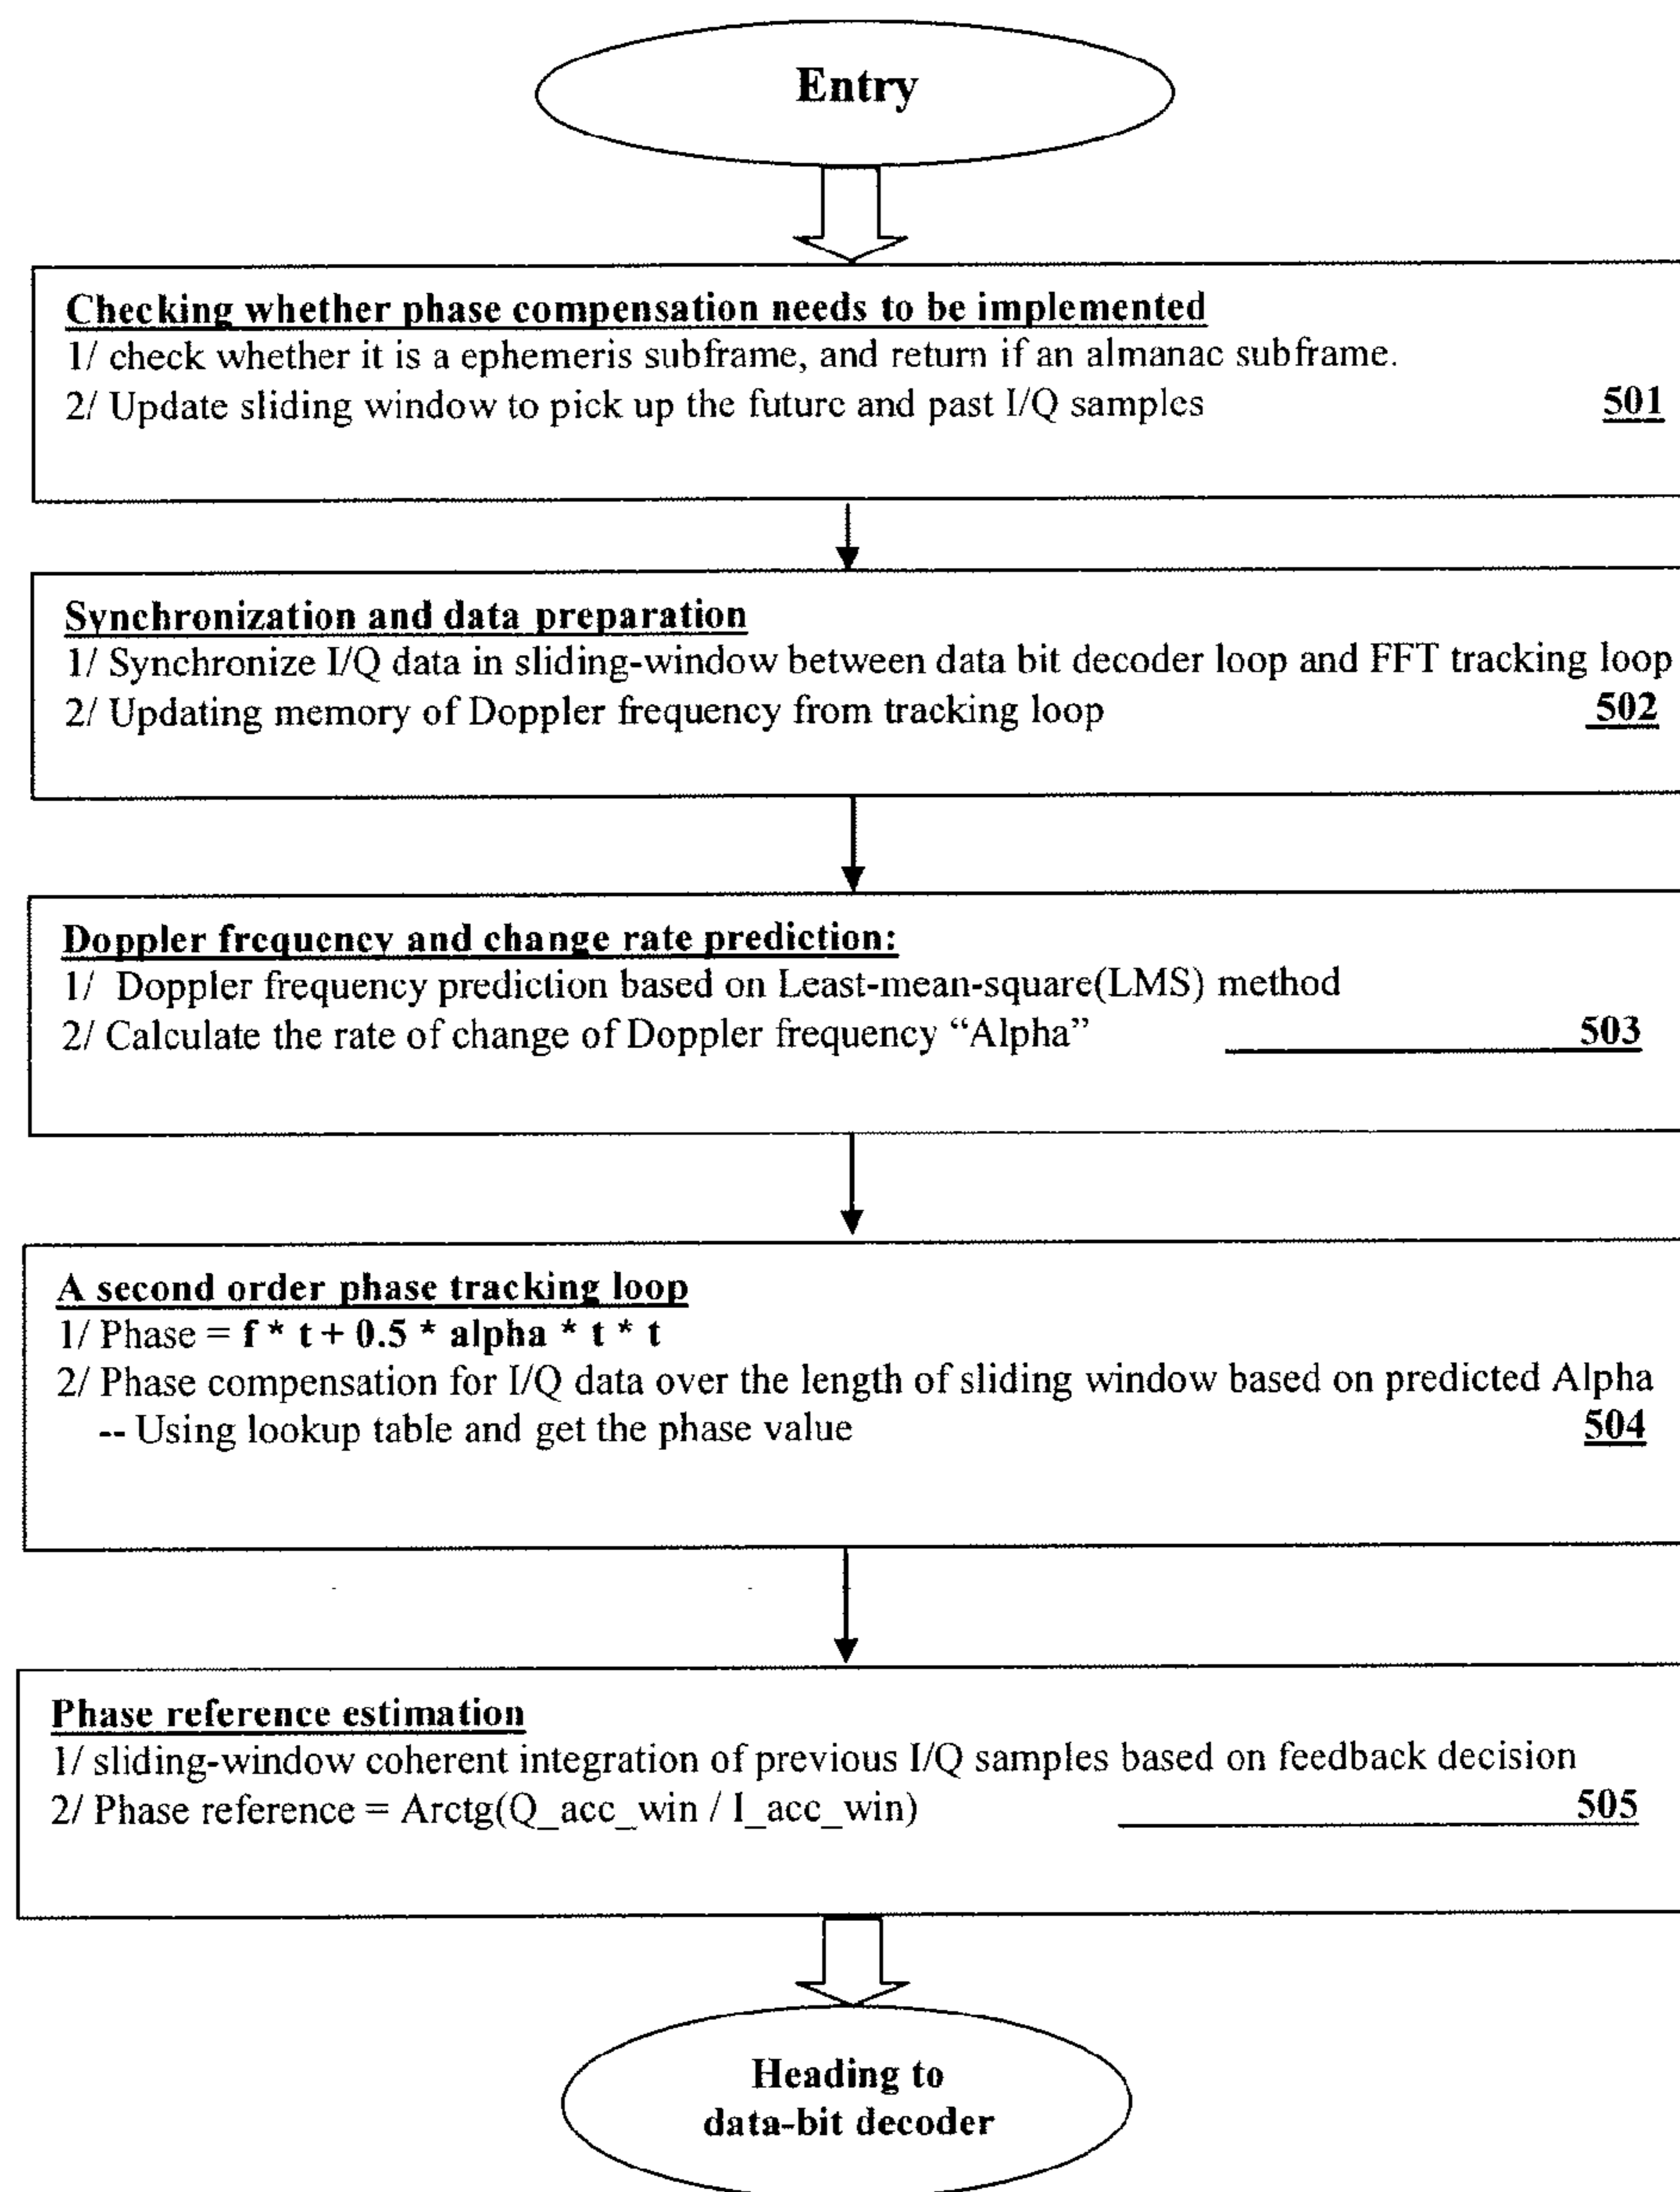 Entry
Checking whether phase compensation needs to be implemented
1/ check whether it is a ephemeris subframe, and return if an almanac subframe.
2/ Update sliding window to pick up the future and past I/Q samples 501
Synchronization and data preparation
1/ Synchronize I/Q data in sliding-window between data bit decoder loop and FFT tracking loop
2/ Updating memory of Doppler frequency from tracking loop 502
Doppler frequency and change rate prediction:
1/ Doppler frequency prediction based on Least-mean-square(LMS) method
2/ Calculate the rate of change of Doppler frequency “Alpha” 503
A second order phase tracking loop
1/ Phase = f * t + 0.5 * alpha * t * t
2/ Phase compensation for I/Q data over the length of sliding window based on predicted Alpha
-- Using lookup table and get the phase value 504
Phase reference estimation
1/ sliding-window coherent integration of previous I/Q samples based on feedback decision
2/ Phase reference = Arctg(Q_acc_win / I_acc_win) 505
Heading to
data-bit decoder